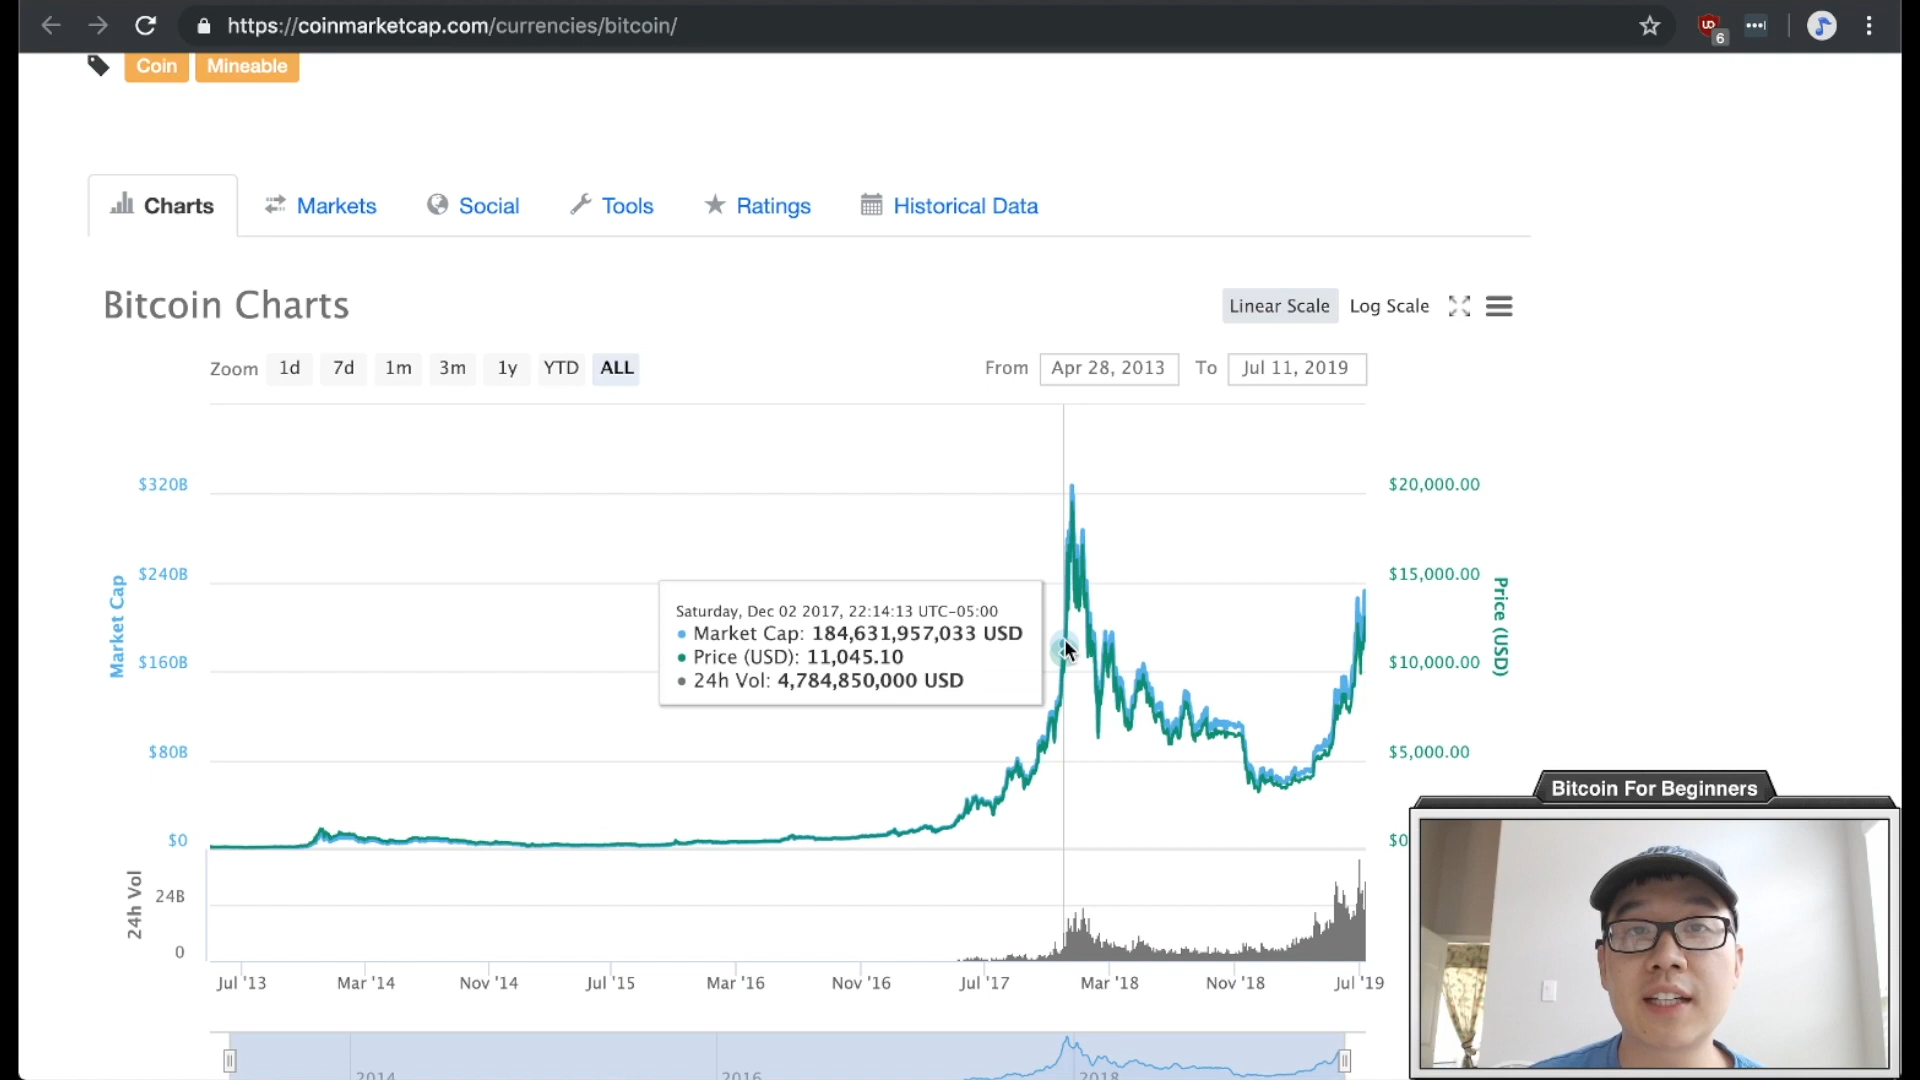 https://coinmarketcap.com/currencies/bitcoin/
6
Coin Mineable
Charts Markets Social Tools Ratings Historical Data
Bitcoin Charts
Linear Scale Log Scale
Zoom 1d 7d 1m 3m 1y YTD ALL
From Apr 28, 2013 To Jul 11, 2019
$320B $20,000.00
$240B $15,000.00
$160B $10,000.00
$80B $5,000.00
$0 $0
Market Cap
Price (USD)
Saturday, Dec 02 2017, 22:14:13 UTC-05:00
Market Cap: 184,631,957,033 USD
Price (USD): 11,045.10
24h Vol: 4,784,850,000 USD
24h Vol
24B
0
Jul '13 Mar '14 Nov '14 Jul '15 Mar '16 Nov '16 Jul '17 Mar '18 Nov '18 Jul '19
2014 2016 2018
Bitcoin For Beginners